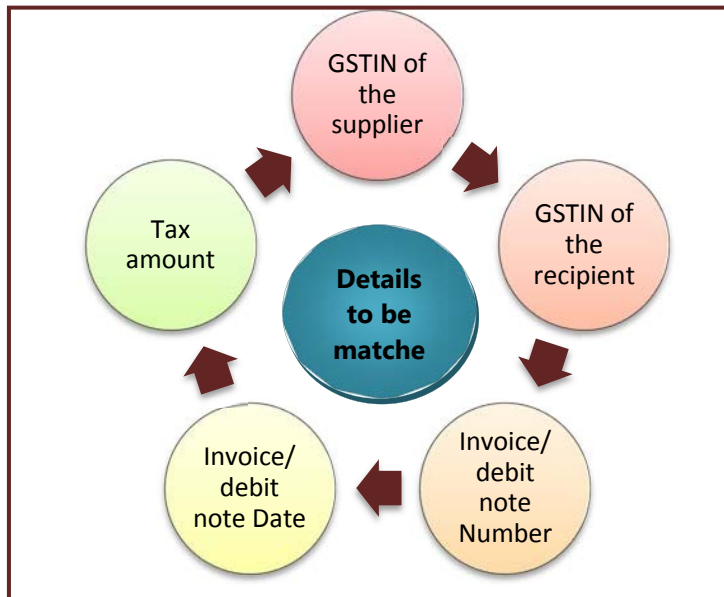 GSTIN of
the
supplier
GSTIN of
the
recipient
Invoice/
debit
note
Number
Invoice/
debit
note Date
Tax
amount
Details
to be
matche